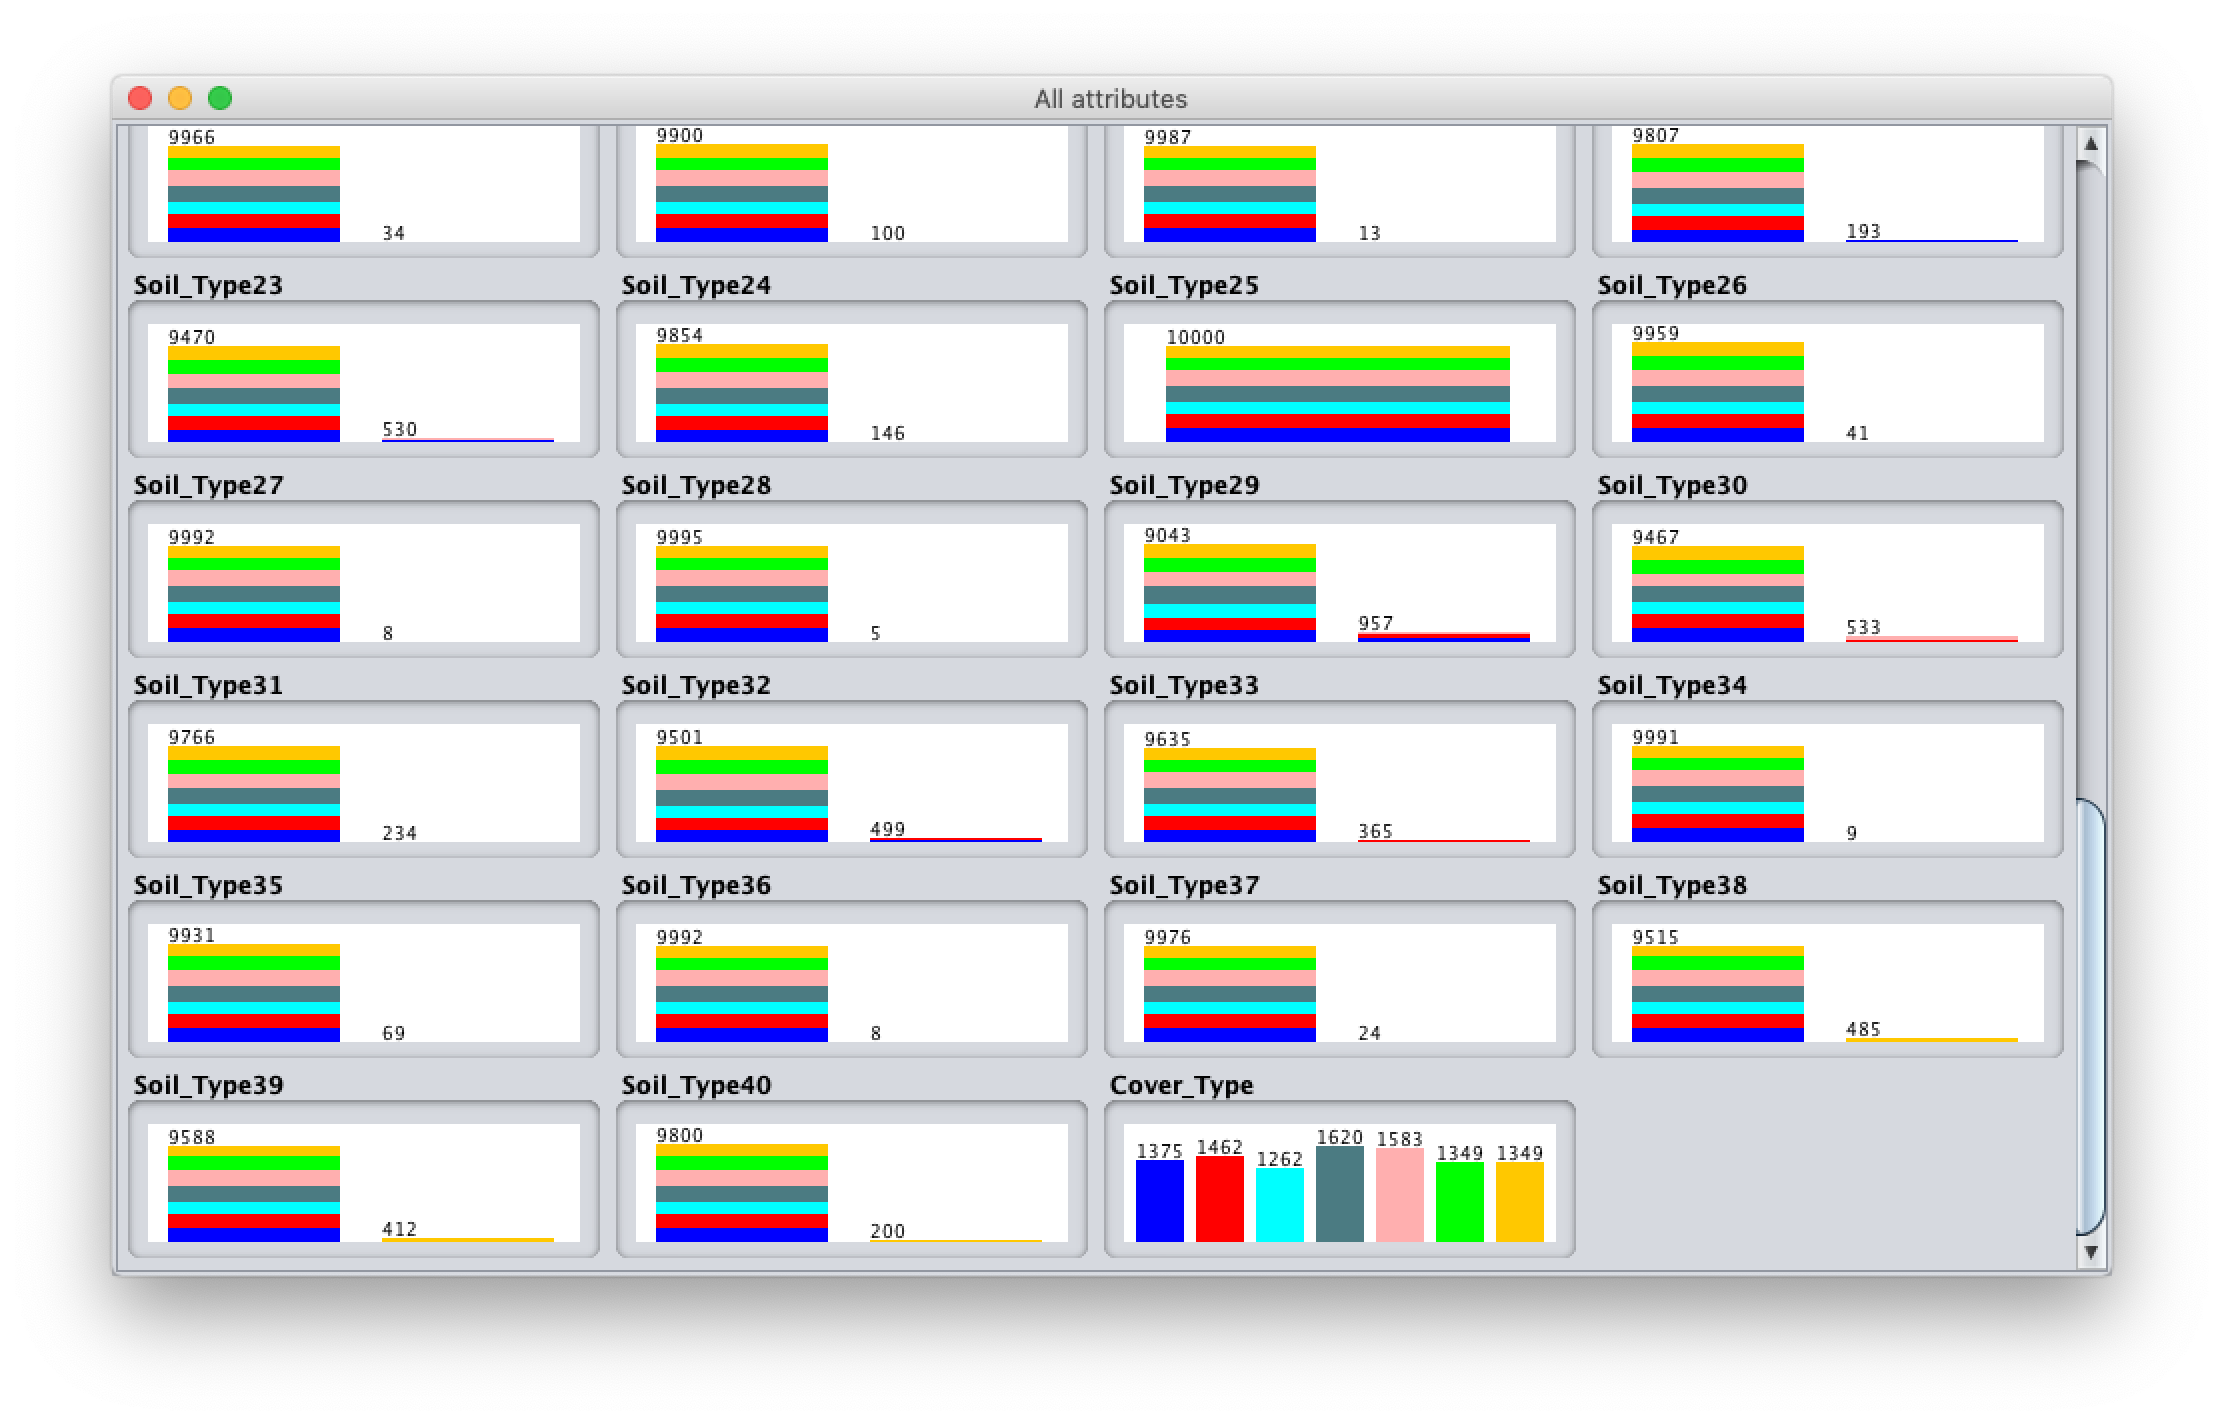 All attributes
9966 34 9900 100 9987 13 9807 193
Soil_Type23 Soil_Type24 Soil_Type25 Soil_Type26
9470 530 9854 146 10000 9959 41
Soil_Type27 Soil_Type28 Soil_Type29 Soil_Type30
9992 8 9995 5 9043 957 9467 533
Soil_Type31 Soil_Type32 Soil_Type33 Soil_Type34
9766 234 9501 499 9635 365 9991 9
Soil_Type35 Soil_Type36 Soil_Type37 Soil_Type38
9931 69 9992 8 9976 24 9515 485
Soil_Type39 Soil_Type40 Cover_Type
9588 412 9800 200 1375 1462 1262 1620 1583 1349 1349